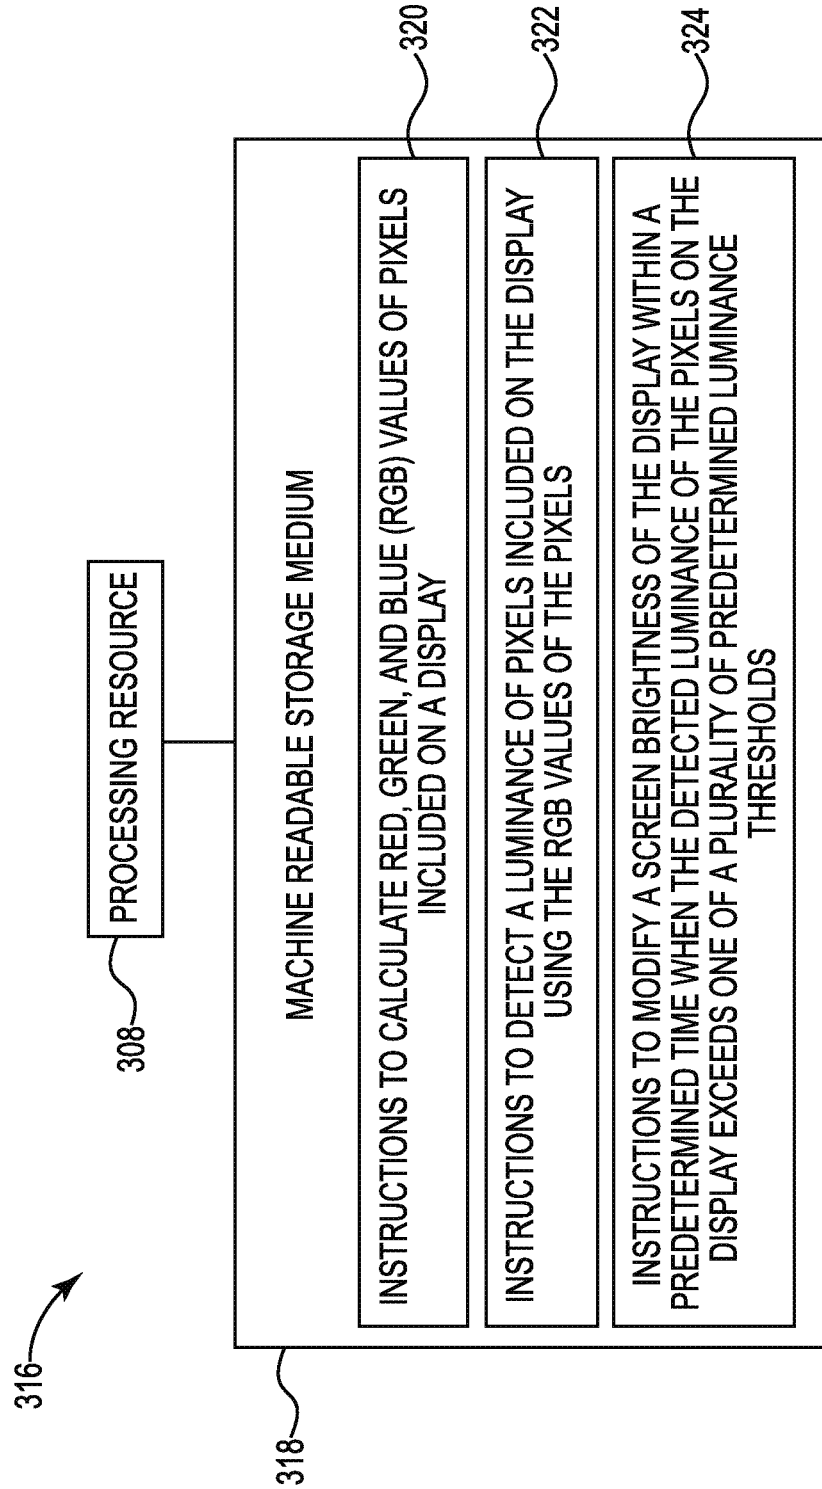 316
308
PROCESSING RESOURCE
318
MACHINE READABLE STORAGE MEDIUM
INSTRUCTIONS TO CALCULATE RED, GREEN, AND BLUE (RGB) VALUES OF PIXELS
INCLUDED ON A DISPLAY
320
INSTRUCTIONS TO DETECT A LUMINANCE OF PIXELS INCLUDED ON THE DISPLAY
USING THE RGB VALUES OF THE PIXELS
322
INSTRUCTIONS TO MODIFY A SCREEN BRIGHTNESS OF THE DISPLAY WITHIN A
PREDETERMINED TIME WHEN THE DETECTED LUMINANCE OF THE PIXELS ON THE
DISPLAY EXCEEDS ONE OF A PLURALITY OF PREDETERMINED LUMINANCE
THRESHOLDS
324